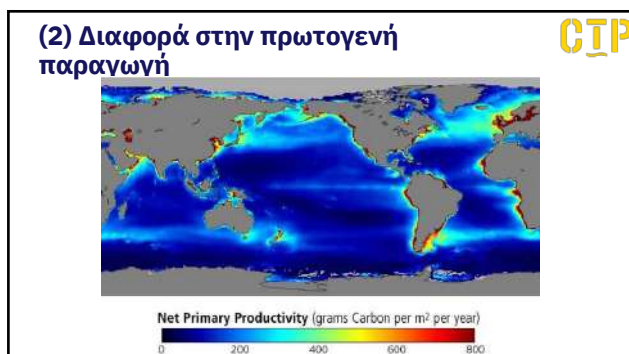 (2) Διαφορά στην πρωτογενή
παραγωγή
CTP
Net Primary Productivity (grams Carbon per m² per year)
0 200 400 600 800